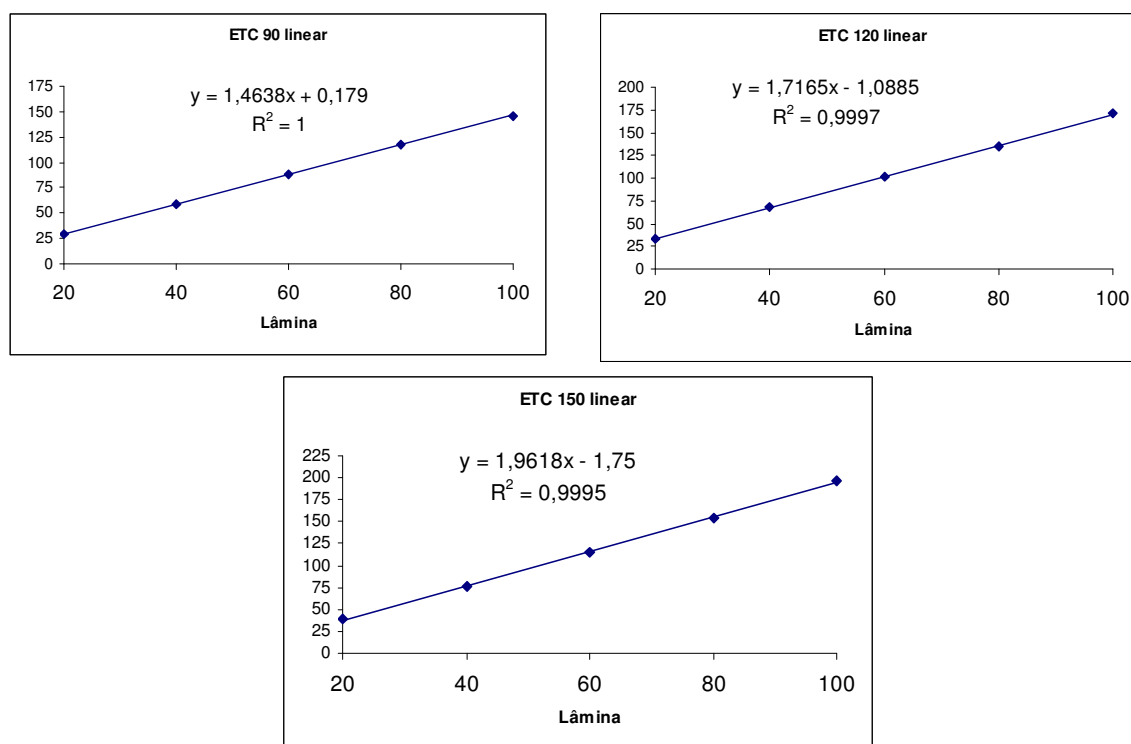 ETC 90 linear
y = 1,4638x + 0,179
R² = 1
175
150
125
100
75
50
25
0
20 40 60 80 100
Lâmina
ETC 120 linear
y = 1,7165x - 1,0885
R² = 0,9997
200
175
150
125
100
75
50
25
0
20 40 60 80 100
Lâmina
ETC 150 linear
y = 1,9618x - 1,75
R² = 0,9995
225
200
175
150
125
100
75
50
25
0
20 40 60 80 100
Lâmina